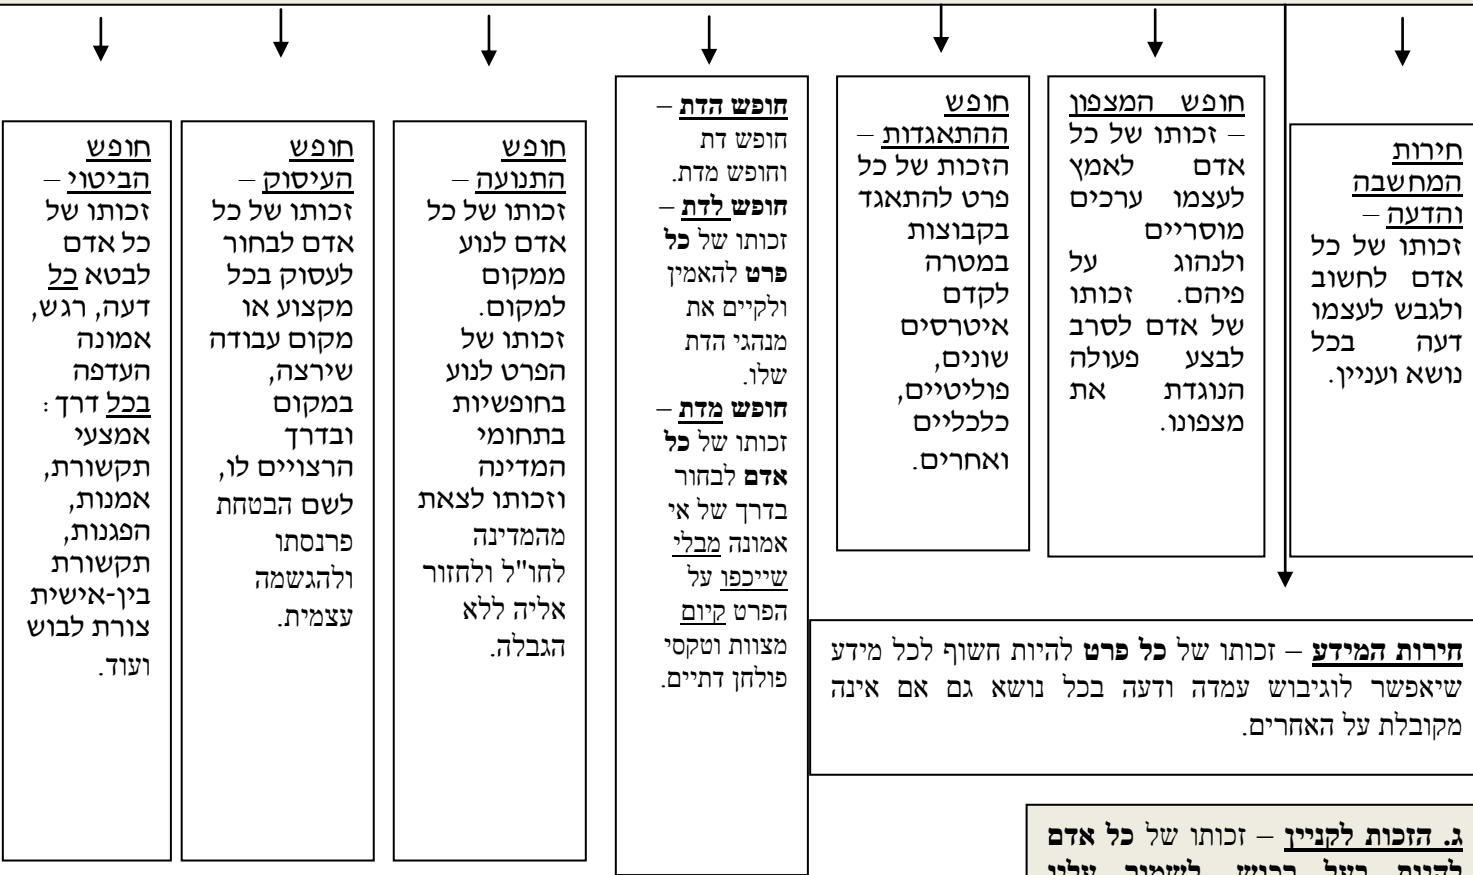 חירות
המחשבה
והדעה –
זכותו של כל
אדם לחשוב
ולגבש לעצמו
דעה בכל
נושא ועניין.
חופש המצפון
– זכותו של כל
אדם לאמץ
לעצמו ערכים
מוסריים
ולנהוג על
פיהם. זכותו
של אדם לסרב
לבצע פעולה
הנוגדת את
מצפונו.
חופש
ההתאגדות –
הזכות של כל
פרט להתאגד
בקבוצות
במטרה
לקדם
איטרסים
שונים,
פוליטיים,
כלכליים
ואחרים.
חופש הדת –
חופש דת
וחופש מדת.
חופש לדת –
זכותו של כל
פרט להאמין
ולקיים את
מנהגי הדת
שלו.
חופש מדת –
זכותו של כל
אדם לבחור
בדרך של אי
אמונה מבלי
שייכפו על
הפרט קיום
מצוות וטקסי
פולחן דתיים.
חופש
התנועה –
זכותו של כל
אדם לנוע
ממקום
למקום.
זכותו של
הפרט לנוע
בחופשיות
בתחומי
המדינה
וזכותו לצאת
מהמדינה
לחו"ל ולחזור
אליה ללא
הגבלה.
חופש
העיסוק –
זכותו של כל
אדם לבחור
לעסוק בכל
מקצוע או
מקום עבודה
שירצה,
במקום
ובדרך
הרצויים לו,
לשם הבטחת
פרנסתו
ולהגשמה
עצמית.
חופש
הביטוי –
זכותו של
כל אדם
לבטא כל
דעה, רגש,
אמונה
העדפה
בכל דרך:
אמצעי
תקשורת,
אמנות,
הפגנות,
תקשורת
בין-אישית
צורת לבוש
ועוד.
חירות המידע – זכותו של כל פרט להיות חשוף לכל מידע
שיאפשר לוגיבוש עמדה ודעה בכל נושא גם אם אינה
מקובלת על האחרים.
ג. הזכות לקניין – זכותו של כל אדם
להיות בעל רכוש, לשמור עליו